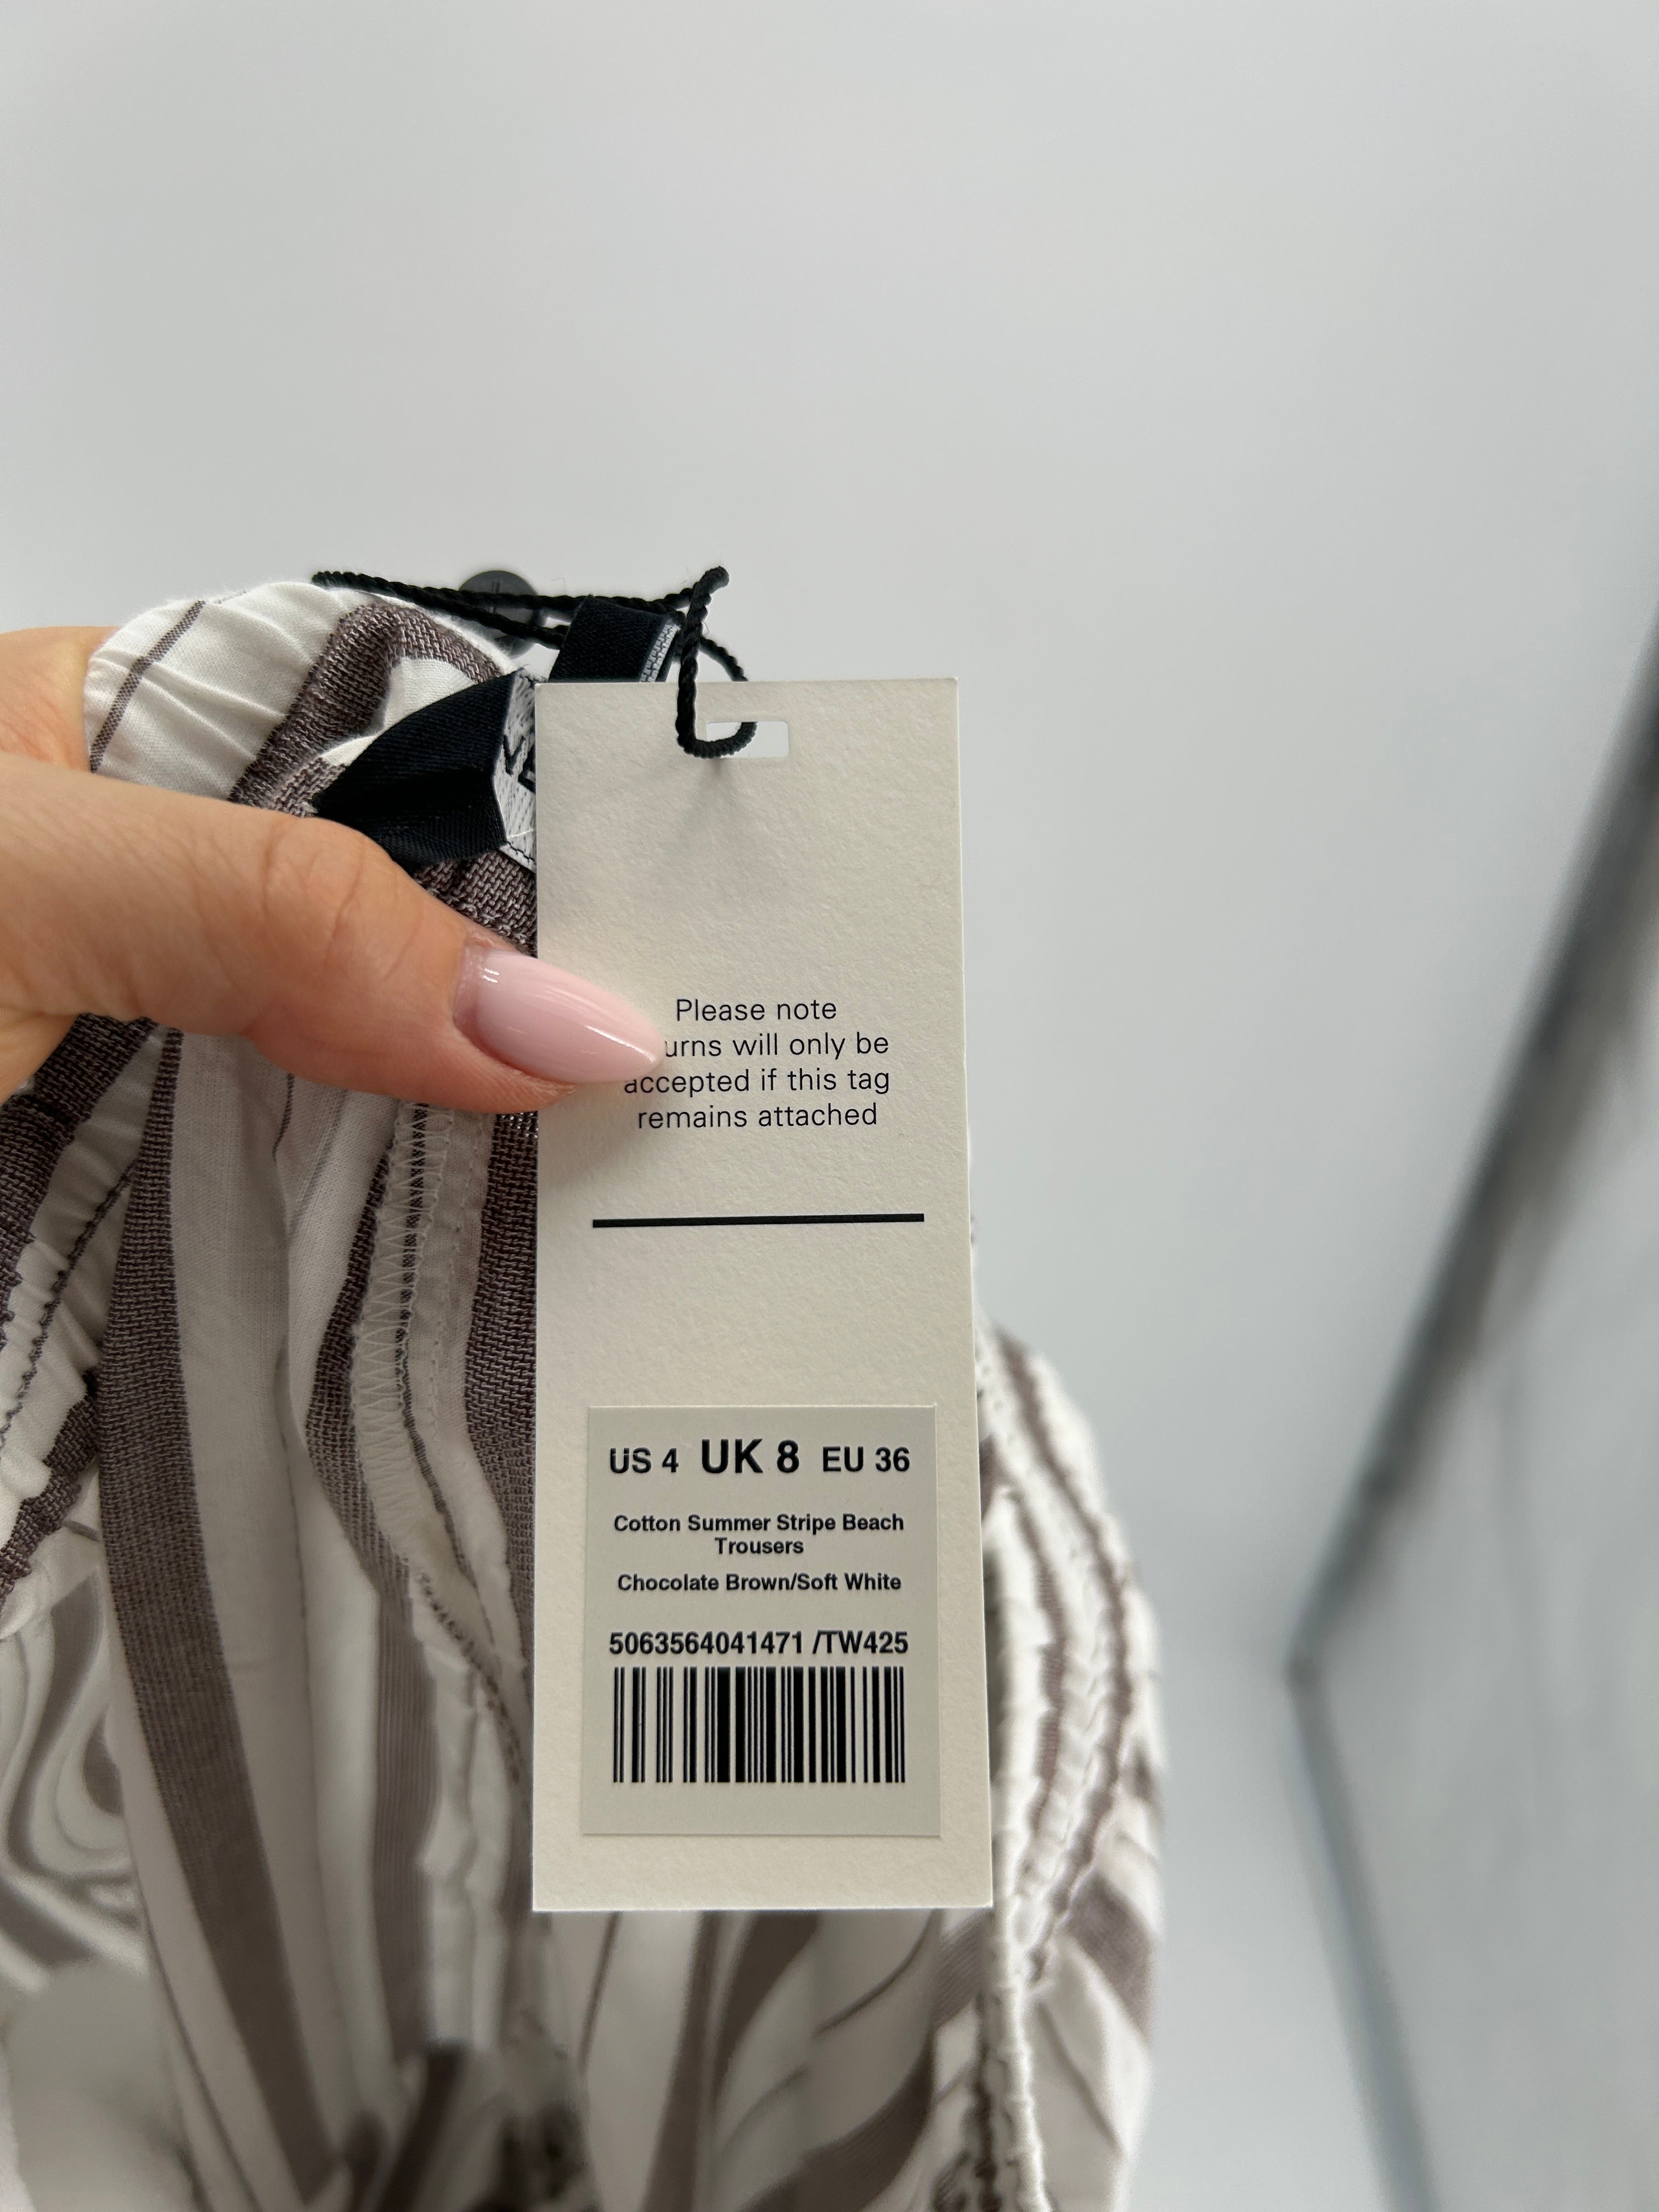 Please note
urns will only be
accepted if this tag
remains attached
US 4 UK 8 EU 36
Cotton Summer Stripe Beach
Trousers
Chocolate Brown/Soft White
5063564041471 /TW425